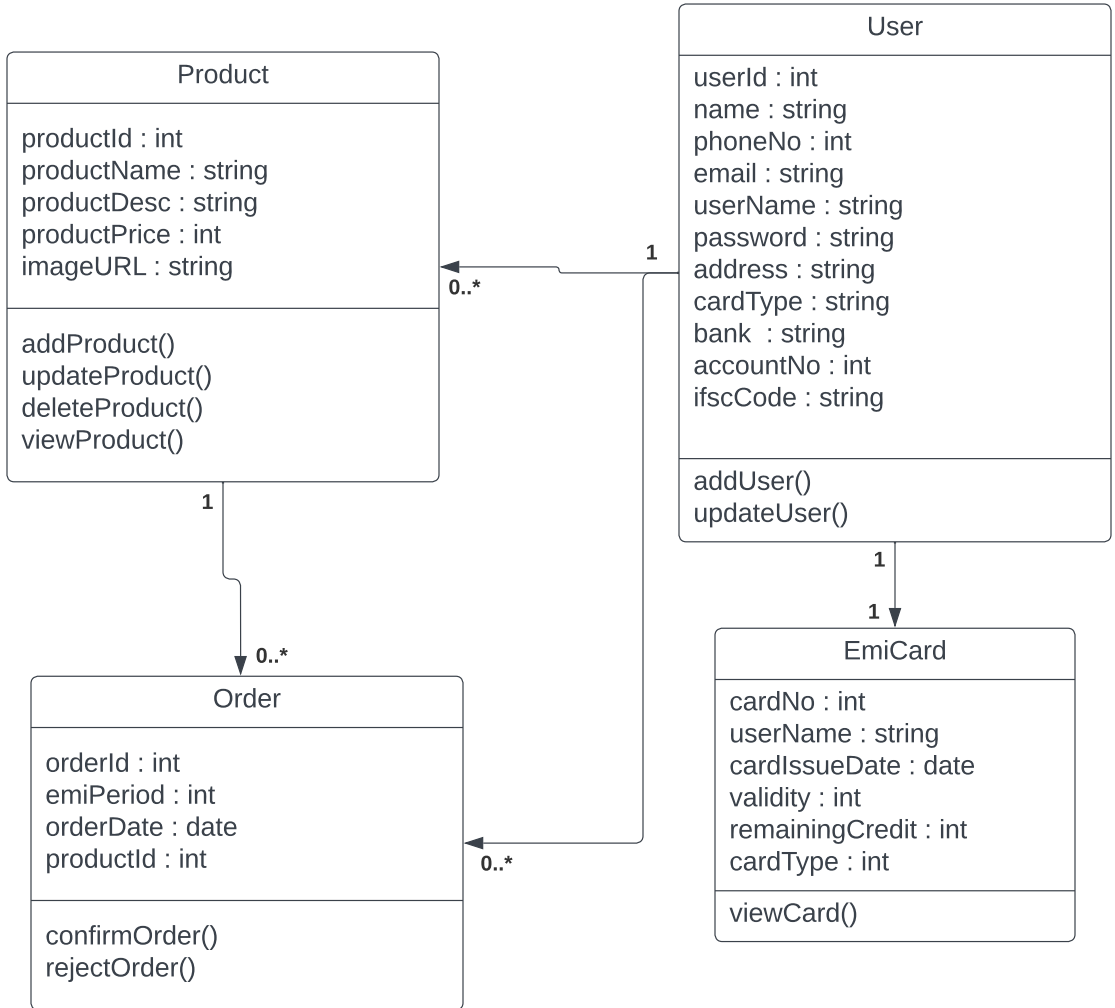 Product
productId : int
productName : string
productDesc : string
productPrice : int
imageURL : string
addProduct()
updateProduct()
deleteProduct()
viewProduct()
User
userId : int
name : string
phoneNo : int
email : string
userName : string
password : string
address : string
cardType : string
bank  : string
accountNo : int
ifscCode : string
addUser()
updateUser()
1
0..*
1
0..*
0..*
1
1
Order
orderId : int
emiPeriod : int
orderDate : date
productId : int
confirmOrder()
rejectOrder()
EmiCard
cardNo : int
userName : string
cardIssueDate : date
validity : int
remainingCredit : int
cardType : int
viewCard()